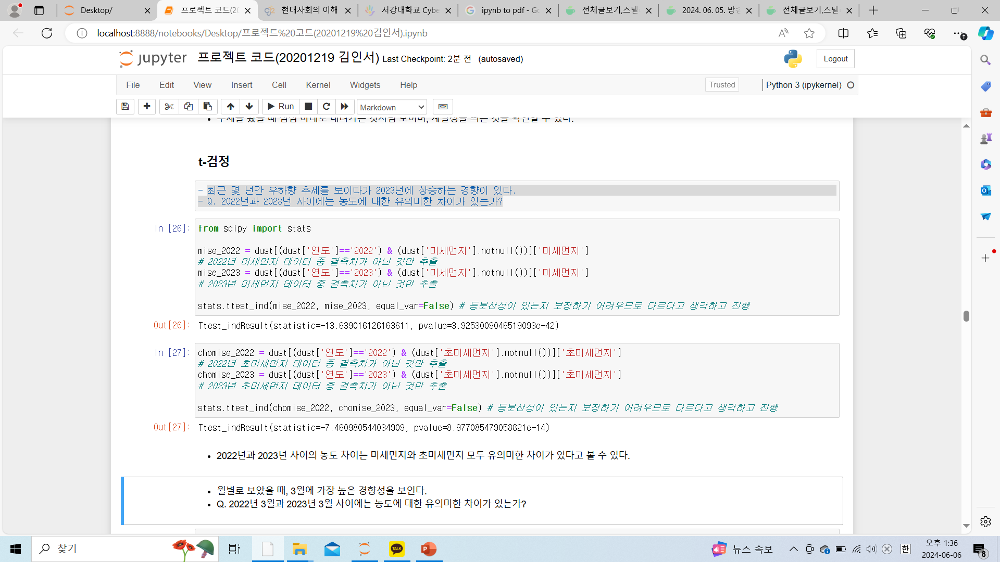 Desktop/
프로젝트 코드(20
현대사회의 이해
서강대학교 Cybe
ipynb to pdf - Go
전체글보기,스텔
2024. 06. 05. 방송
전체글보기,스텔
localhost:8888/notebooks/Desktop/프로젝트%20코드(20201219%20김인서).ipynb
jupyter 프로젝트 코드(20201219 김인서) Last Checkpoint: 2분 전 (autosaved)
Logout
File Edit View Insert Cell Kernel Widgets Help
Trusted
Python 3 (ipykernel)
Run
Markdown
t-검정
- 최근 몇 년간 우하향 추세를 보이다가 2023년에 상승하는 경향이 있다.
- Q. 2022년과 2023년 사이에는 농도에 대한 유의미한 차이가 있는가?
In [26]:
from scipy import stats
mise_2022 = dust[(dust['연도']=='2022') & (dust['미세먼지'].notnull())]['미세먼지']
# 2022년 미세먼지 데이터 중 결측치가 아닌 것만 추출
mise_2023 = dust[(dust['연도']=='2023') & (dust['미세먼지'].notnull())]['미세먼지']
# 2023년 미세먼지 데이터 중 결측치가 아닌 것만 추출
stats.ttest_ind(mise_2022, mise_2023, equal_var=False) # 등분산성이 있는지 보장하기 어려우므로 다르다고 생각하고 진행
Out[26]: Ttest_indResult(statistic=-13.639016126163611, pvalue=3.9253009046519093e-42)
In [27]:
chomise_2022 = dust[(dust['연도']=='2022') & (dust['초미세먼지'].notnull())]['초미세먼지']
# 2022년 초미세먼지 데이터 중 결측치가 아닌 것만 추출
chomise_2023 = dust[(dust['연도']=='2023') & (dust['초미세먼지'].notnull())]['초미세먼지']
# 2023년 초미세먼지 데이터 중 결측치가 아닌 것만 추출
stats.ttest_ind(chomise_2022, chomise_2023, equal_var=False) # 등분산성이 있는지 보장하기 어려우므로 다르다고 생각하고 진행
Out[27]: Ttest_indResult(statistic=-7.460980544034909, pvalue=8.977085479058821e-14)
• 2022년과 2023년 사이의 농도 차이는 미세먼지와 초미세먼지 모두 유의미한 차이가 있다고 볼 수 있다.
• 월별로 보았을 때, 3월에 가장 높은 경향성을 보인다.
• Q. 2022년 3월과 2023년 3월 사이에는 농도에 대한 유의미한 차이가 있는가?
찾기
TALK
뉴스 속보
한
오후 1:36
2024-06-06
8